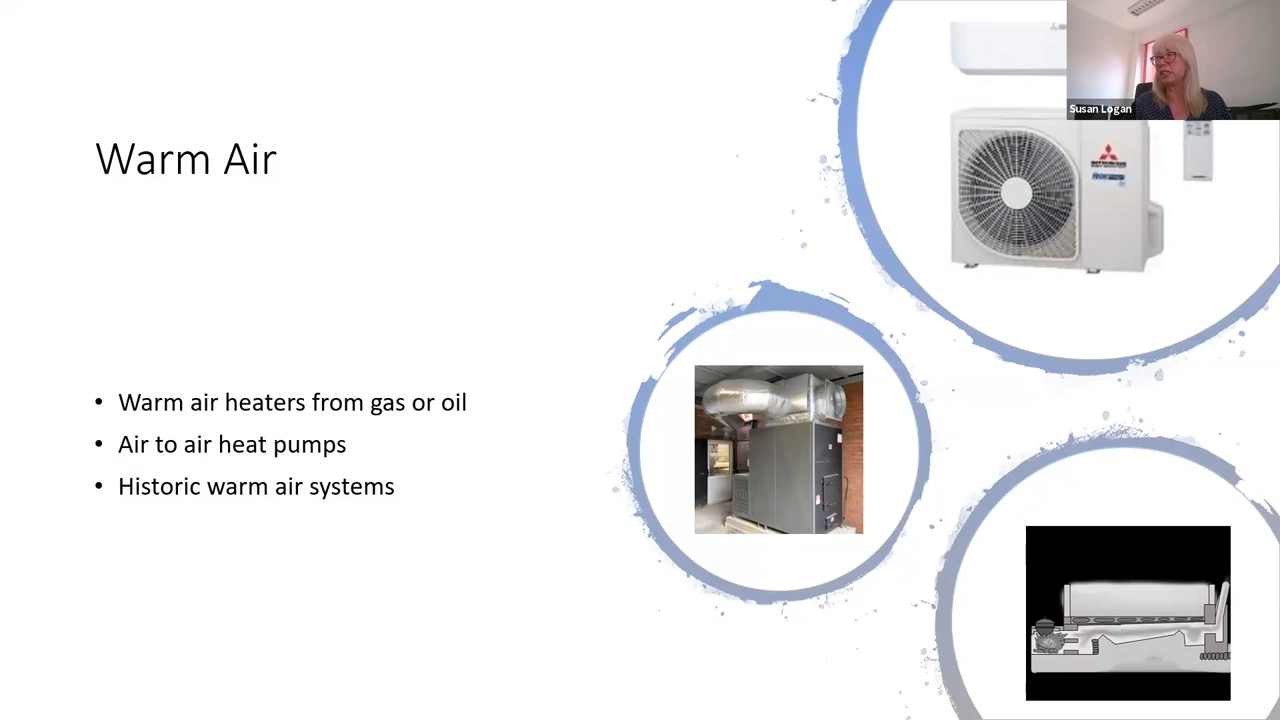 Warm Air
• Warm air heaters from gas or oil
• Air to air heat pumps
• Historic warm air systems
Susan Logan